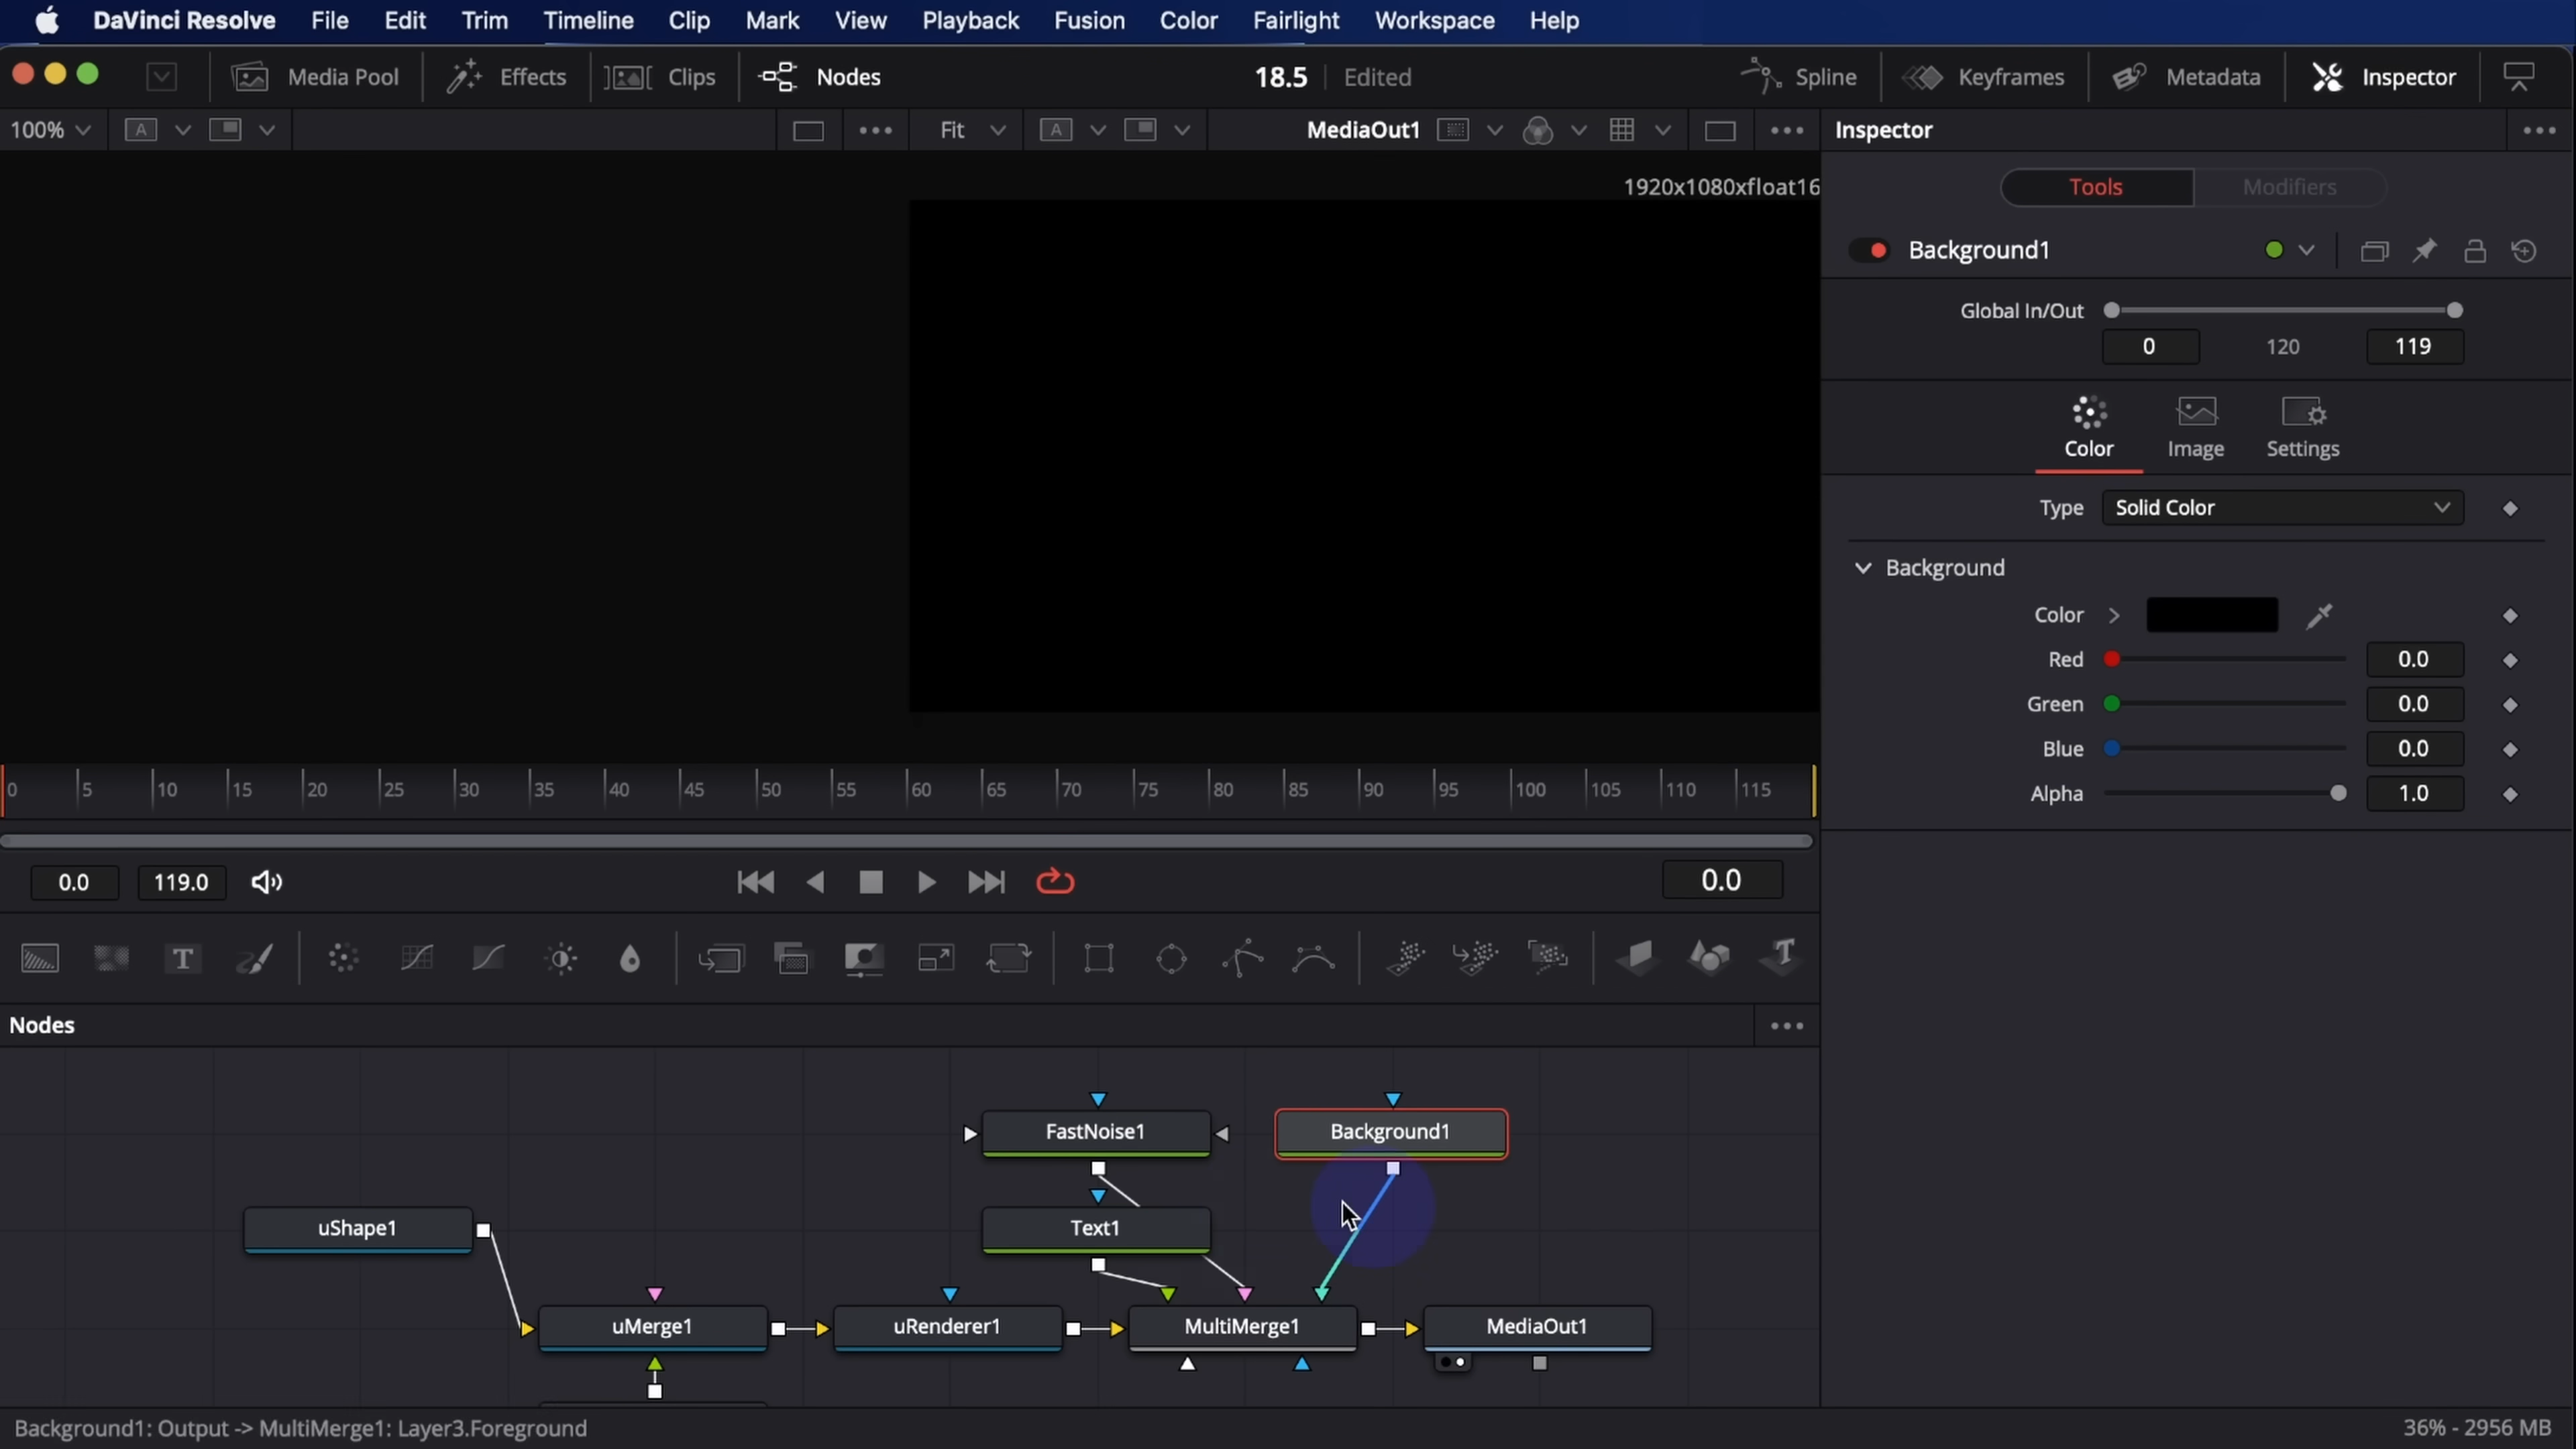 DaVinci Resolve File Edit Trim Timeline Clip Mark View Playback Fusion Color Fairlight Workspace Help
Media Pool Effects Clips Nodes 18.5 Edited Spline Keyframes Metadata Inspector
100% A Fit A MediaOut1 Inspector
1920x1080xfloat16
Tools Modifiers
Background1
Global In/Out
0 120 119
Color Image Settings
Type Solid Color
Background
Color
Red 0.0
Green 0.0
Blue 0.0
Alpha 1.0
0 5 10 15 20 25 30 35 40 45 50 55 60 65 70 75 80 85 90 95 100 105 110 115
0.0 119.0 0.0
T T
Nodes
FastNoise1 Background1
uShape1 Text1
uMerge1 uRenderer1 MultiMerge1 MediaOut1
Background1: Output -> MultiMerge1: Layer3.Foreground 36% - 2956 MB